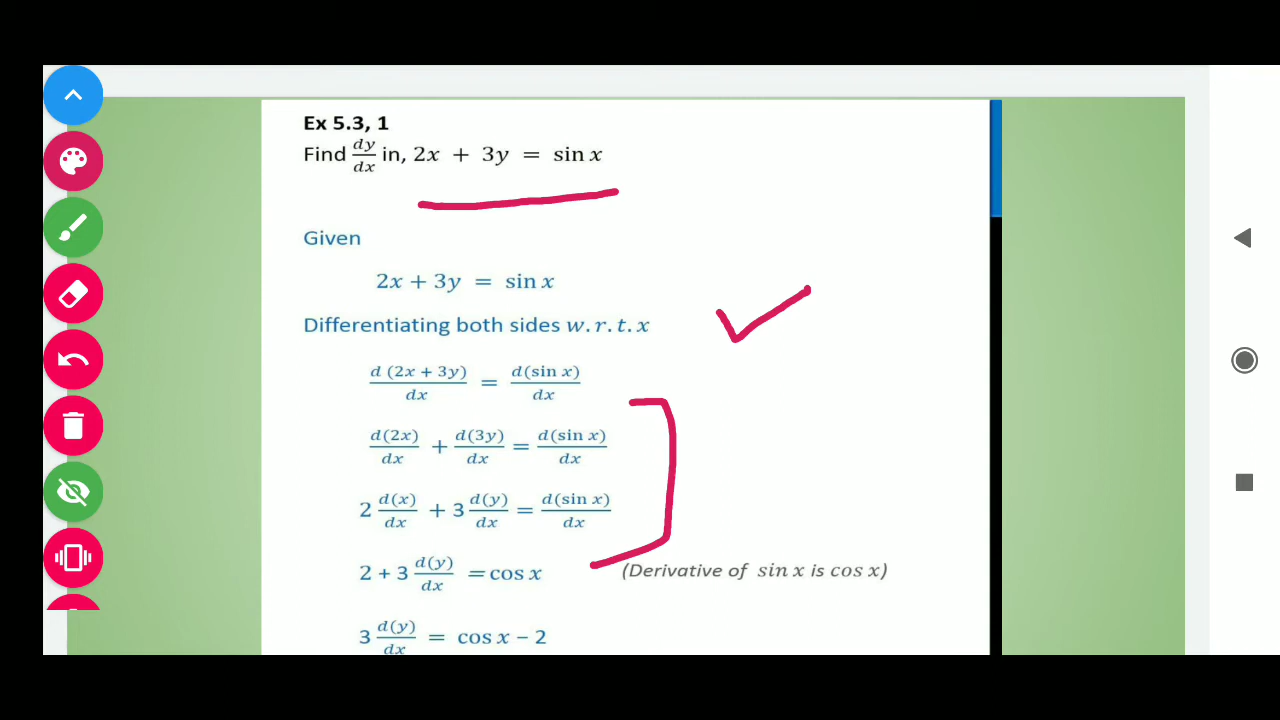 Ex 5.3, 1
Find dy/dx in, 2x + 3y = sin x
Given
2x + 3y = sin x
Differentiating both sides w.r.t.x
d (2x + 3y)/dx = d(sin x)/dx
d(2x)/dx + d(3y)/dx = d(sin x)/dx
2 d(x)/dx + 3 d(y)/dx = d(sin x)/dx
2 + 3 d(y)/dx = cos x (Derivative of sin x is cos x)
3 d(y)/dx = cos x − 2